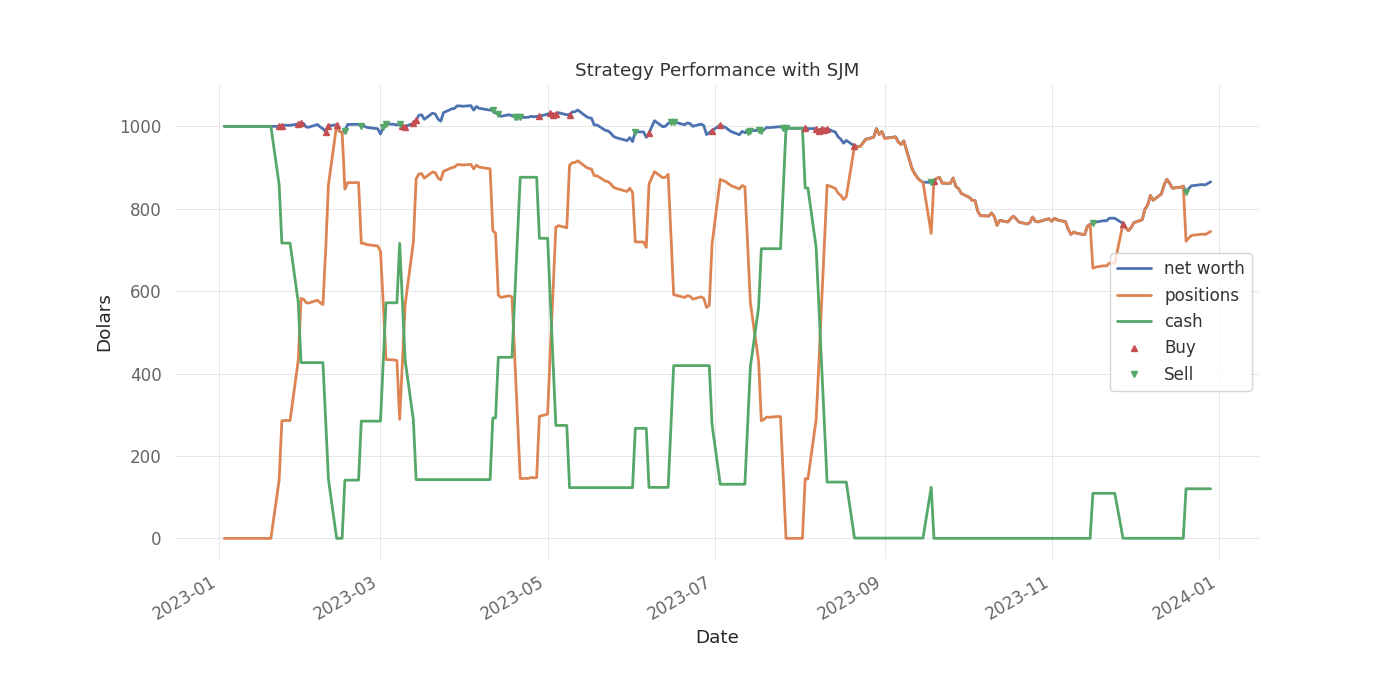 Strategy Performance with SJM
Dolars
1000
800
600
400
200
0
net worth
positions
cash
Buy
Sell
2023-01
2023-03
2023-05
2023-07
2023-09
2023-11
2024-01
Date